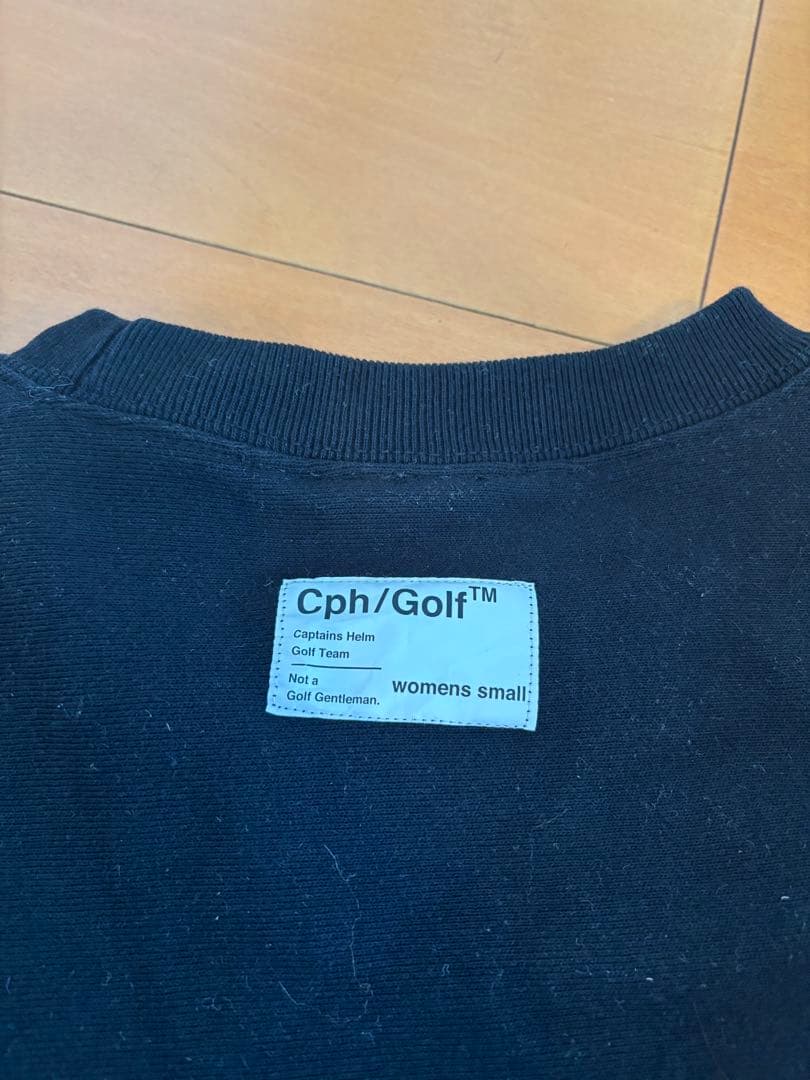 Cph/Golf™
Captains Helm
Golf Team
Not a
Golf Gentleman.
womens small